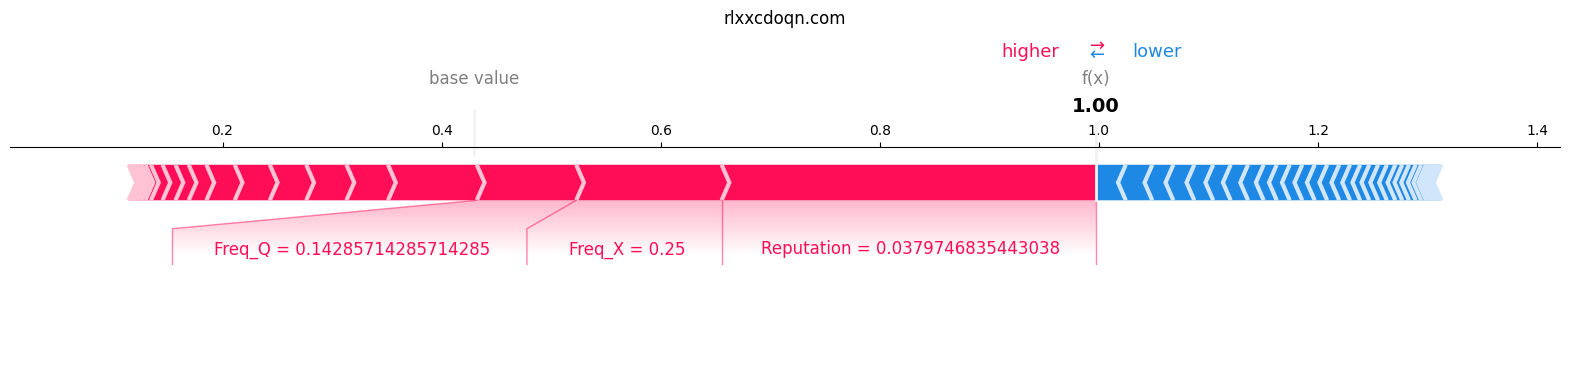 rlxxcdoqn.com
higher ⇄ lower
base value
f(x)
1.00
0.2 0.4 0.6 0.8 1.0 1.2 1.4
Freq_Q = 0.14285714285714285
Freq_X = 0.25
Reputation = 0.0379746835443038